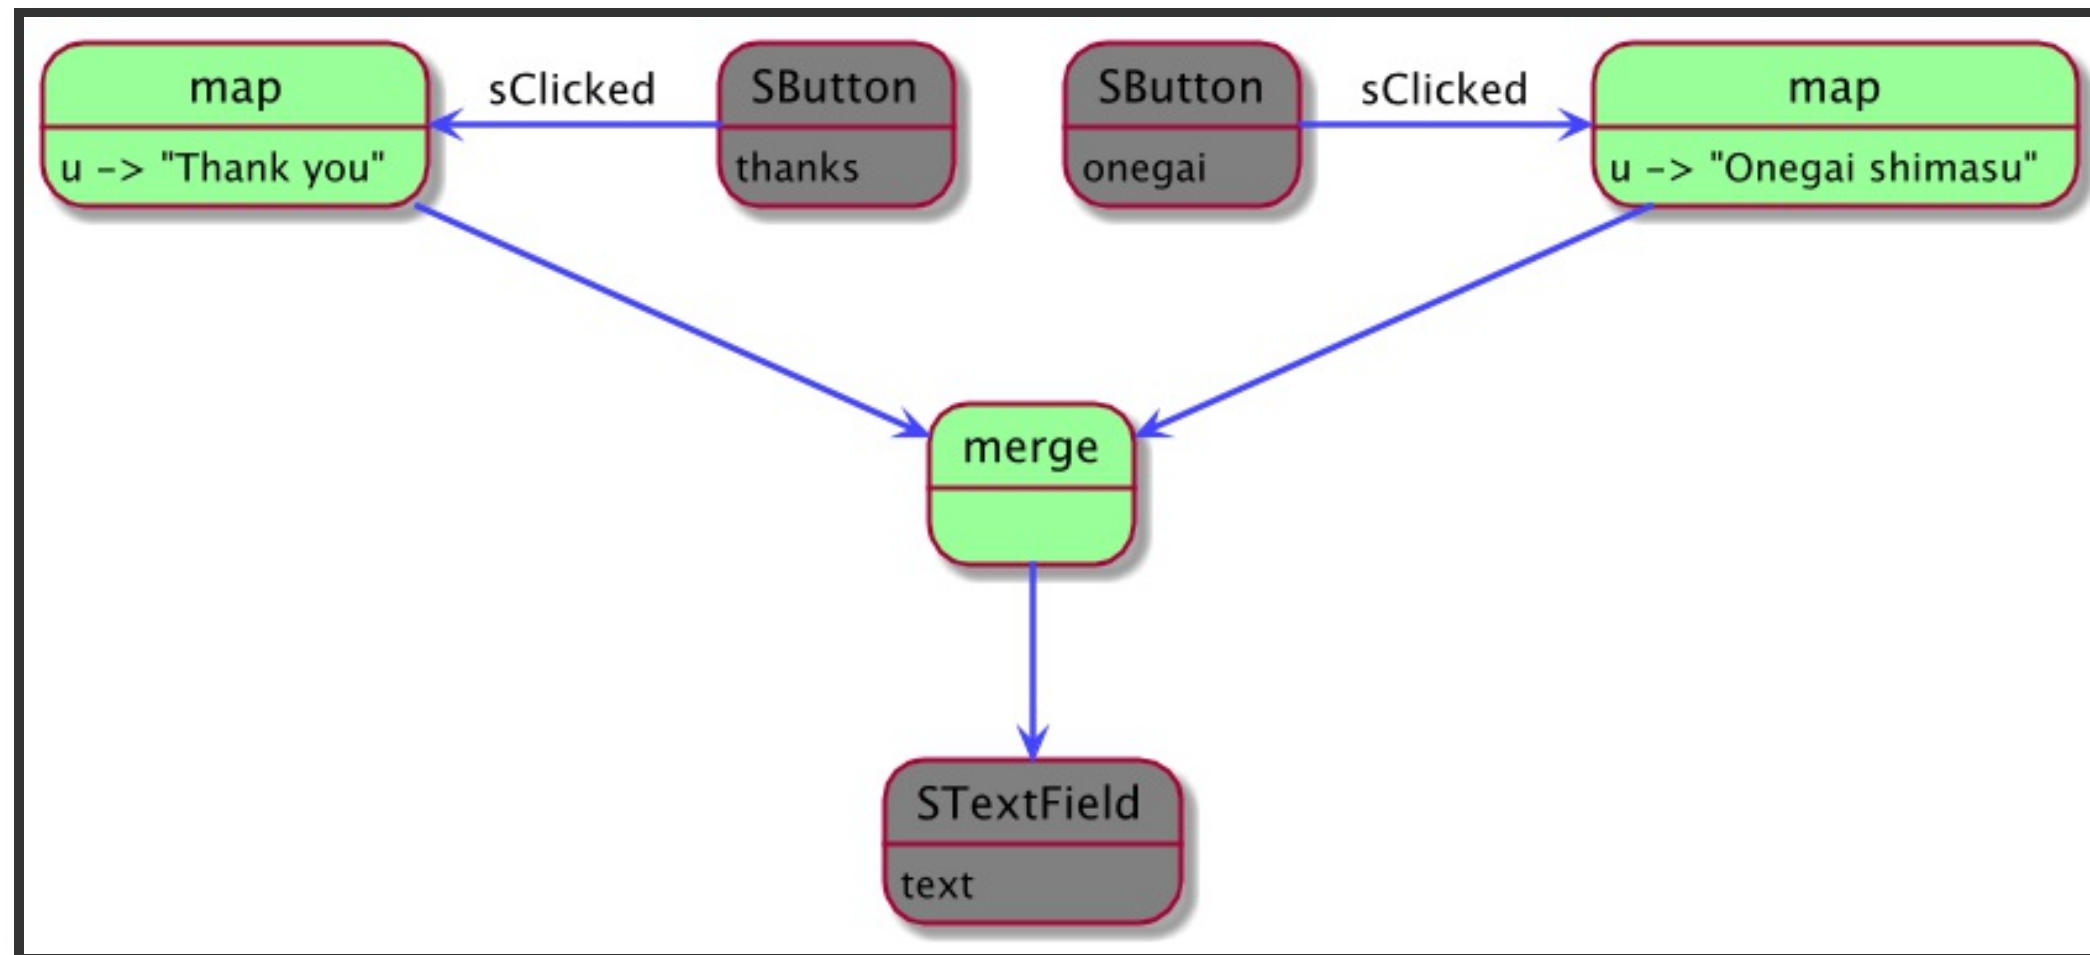 map
u -> "Thank you"
sClicked
SButton
thanks
SButton
onegai
sClicked
map
u -> "Onegai shimasu"
merge
STextField
text